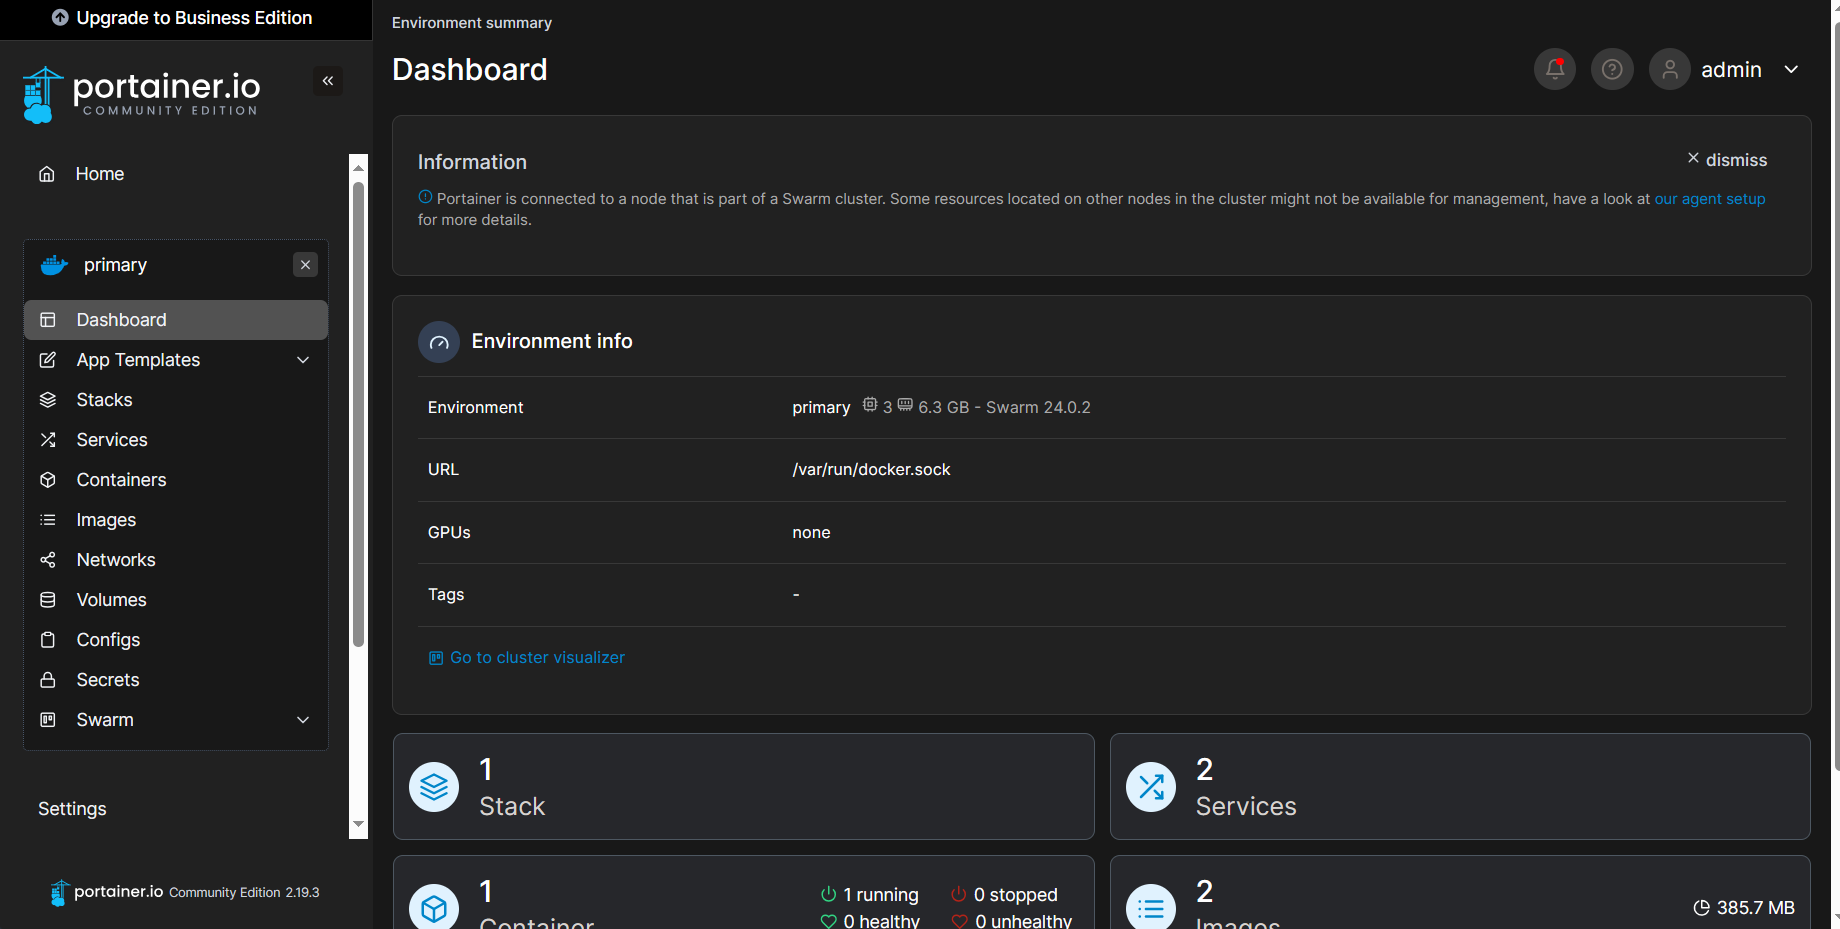 Upgrade to Business Edition
portainer.io
COMMUNITY EDITION
Home
primary
Dashboard
App Templates
Stacks
Services
Containers
Images
Networks
Volumes
Configs
Secrets
Swarm
Settings
portainer.io Community Edition 2.19.3
Environment summary
Dashboard
admin
Information
dismiss
Portainer is connected to a node that is part of a Swarm cluster. Some resources located on other nodes in the cluster might not be available for management, have a look at our agent setup
for more details.
Environment info
Environment primary 3 6.3 GB - Swarm 24.0.2
URL /var/run/docker.sock
GPUs none
Tags -
Go to cluster visualizer
1
Stack
2
Services
1
Container
1 running 0 stopped
0 healthy 0 unhealthy
2
Images
385.7 MB